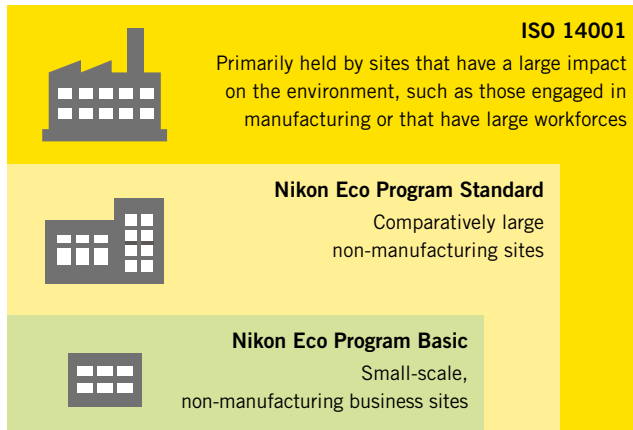 ISO 14001
Primarily held by sites that have a large impact
on the environment, such as those engaged in
manufacturing or that have large workforces
Nikon Eco Program Standard
Comparatively large
non-manufacturing sites
Nikon Eco Program Basic
Small-scale,
non-manufacturing business sites